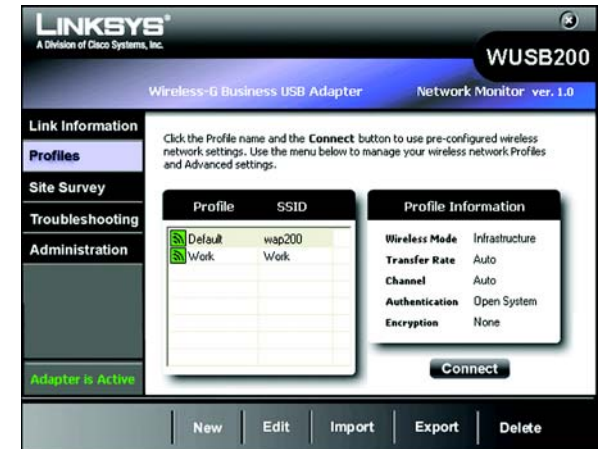 LINKSYS®
A Division of Cisco Systems, Inc.
WUSB200
Wireless-G Business USB Adapter
Network Monitor ver. 1.0
Link Information
Profiles
Site Survey
Troubleshooting
Administration
Adapter is Active
Click the Profile name and the Connect button to use pre-configured wireless
network settings. Use the menu below to manage your wireless network Profiles
and Advanced settings.
Profile SSID
Default wap200
Work Work
Profile Information
Wireless Mode Infrastructure
Transfer Rate Auto
Channel Auto
Authentication Open System
Encryption None
Connect
New Edit Import Export Delete